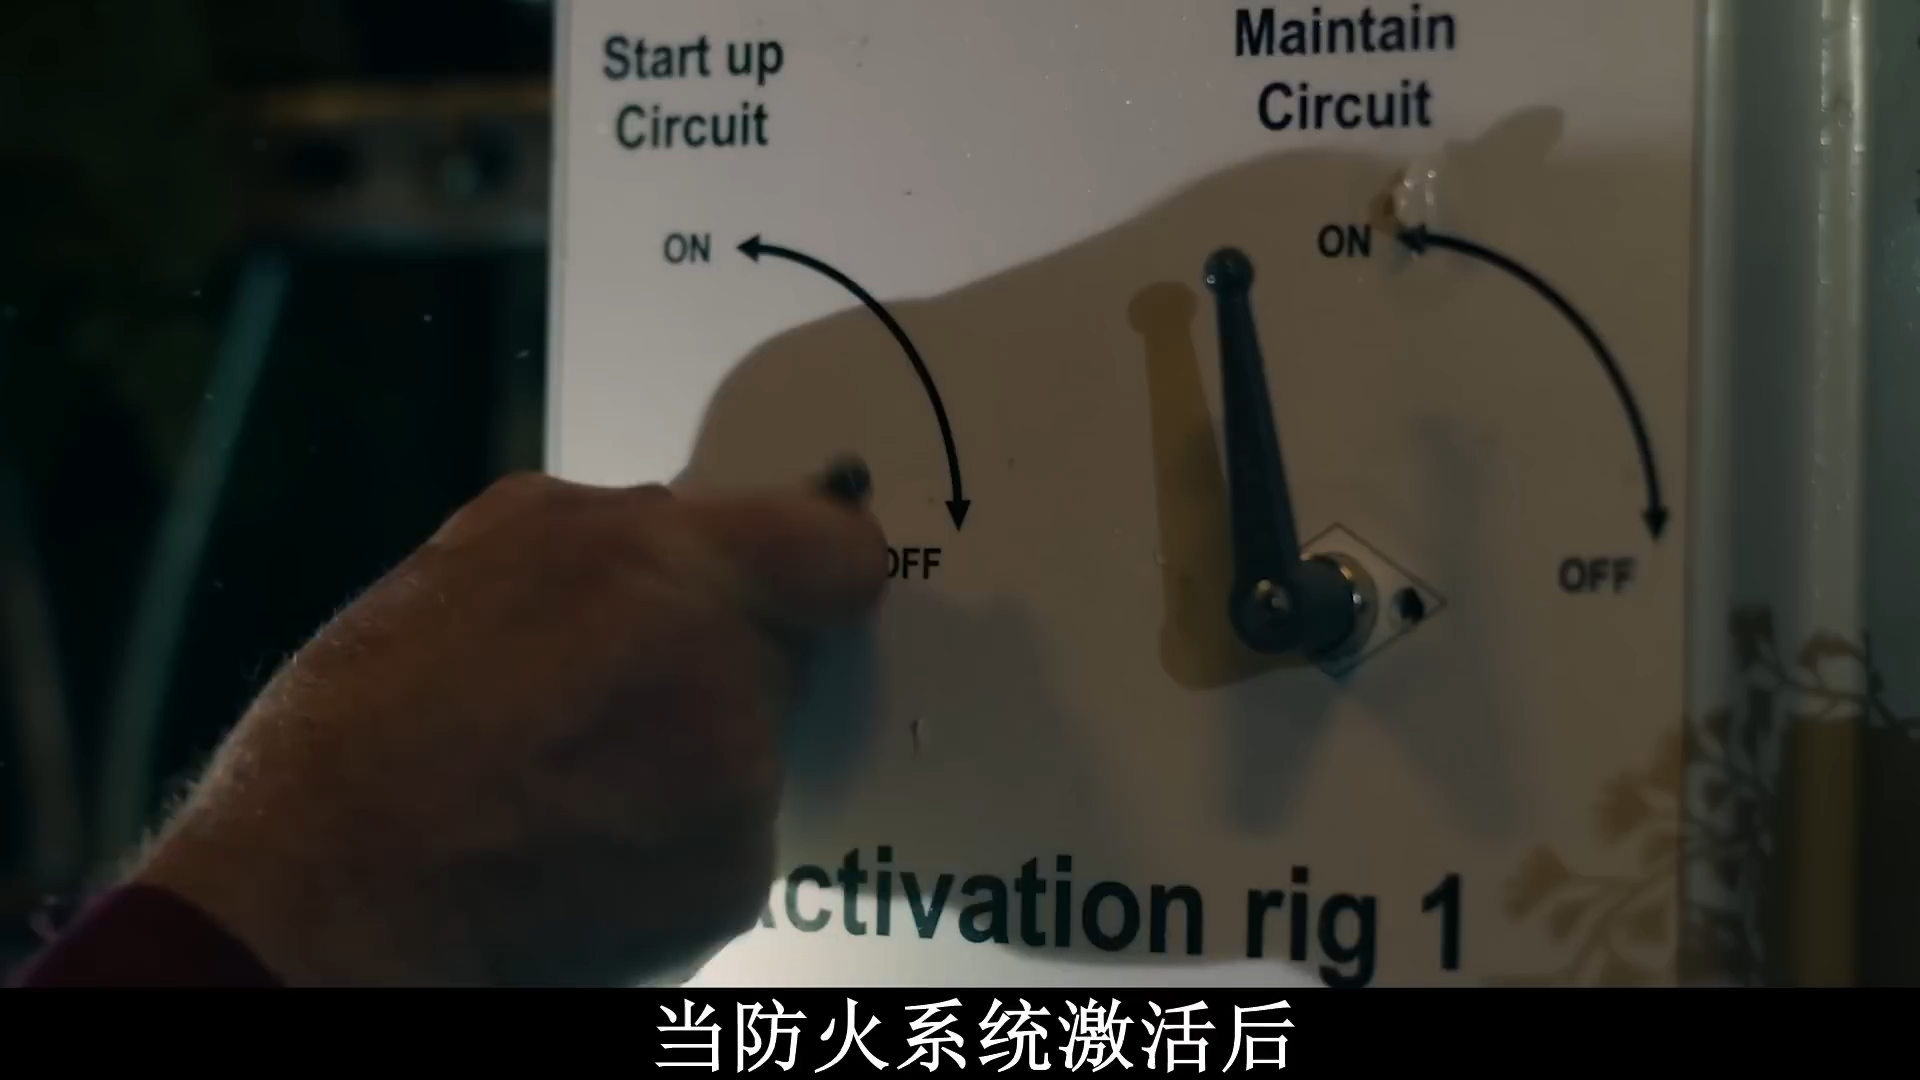 Start up
Circuit
Maintain
Circuit
ON
ON
OFF
OFF
Activation rig 1
当防火系统激活后